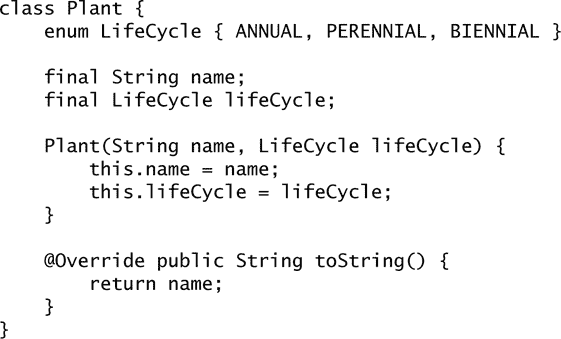 class Plant {
    enum LifeCycle { ANNUAL, PERENNIAL, BIENNIAL }
    final String name;
    final LifeCycle lifeCycle;
    Plant(String name, LifeCycle lifeCycle) {
        this.name = name;
        this.lifeCycle = lifeCycle;
    }
    @Override public String toString() {
        return name;
    }
}